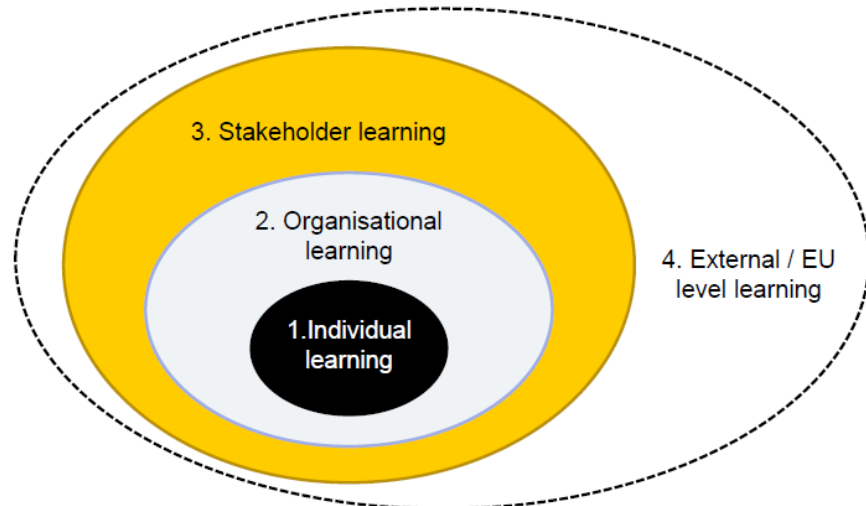 3. Stakeholder learning
2. Organisational
learning
4. External / EU
level learning
1.Individual
learning